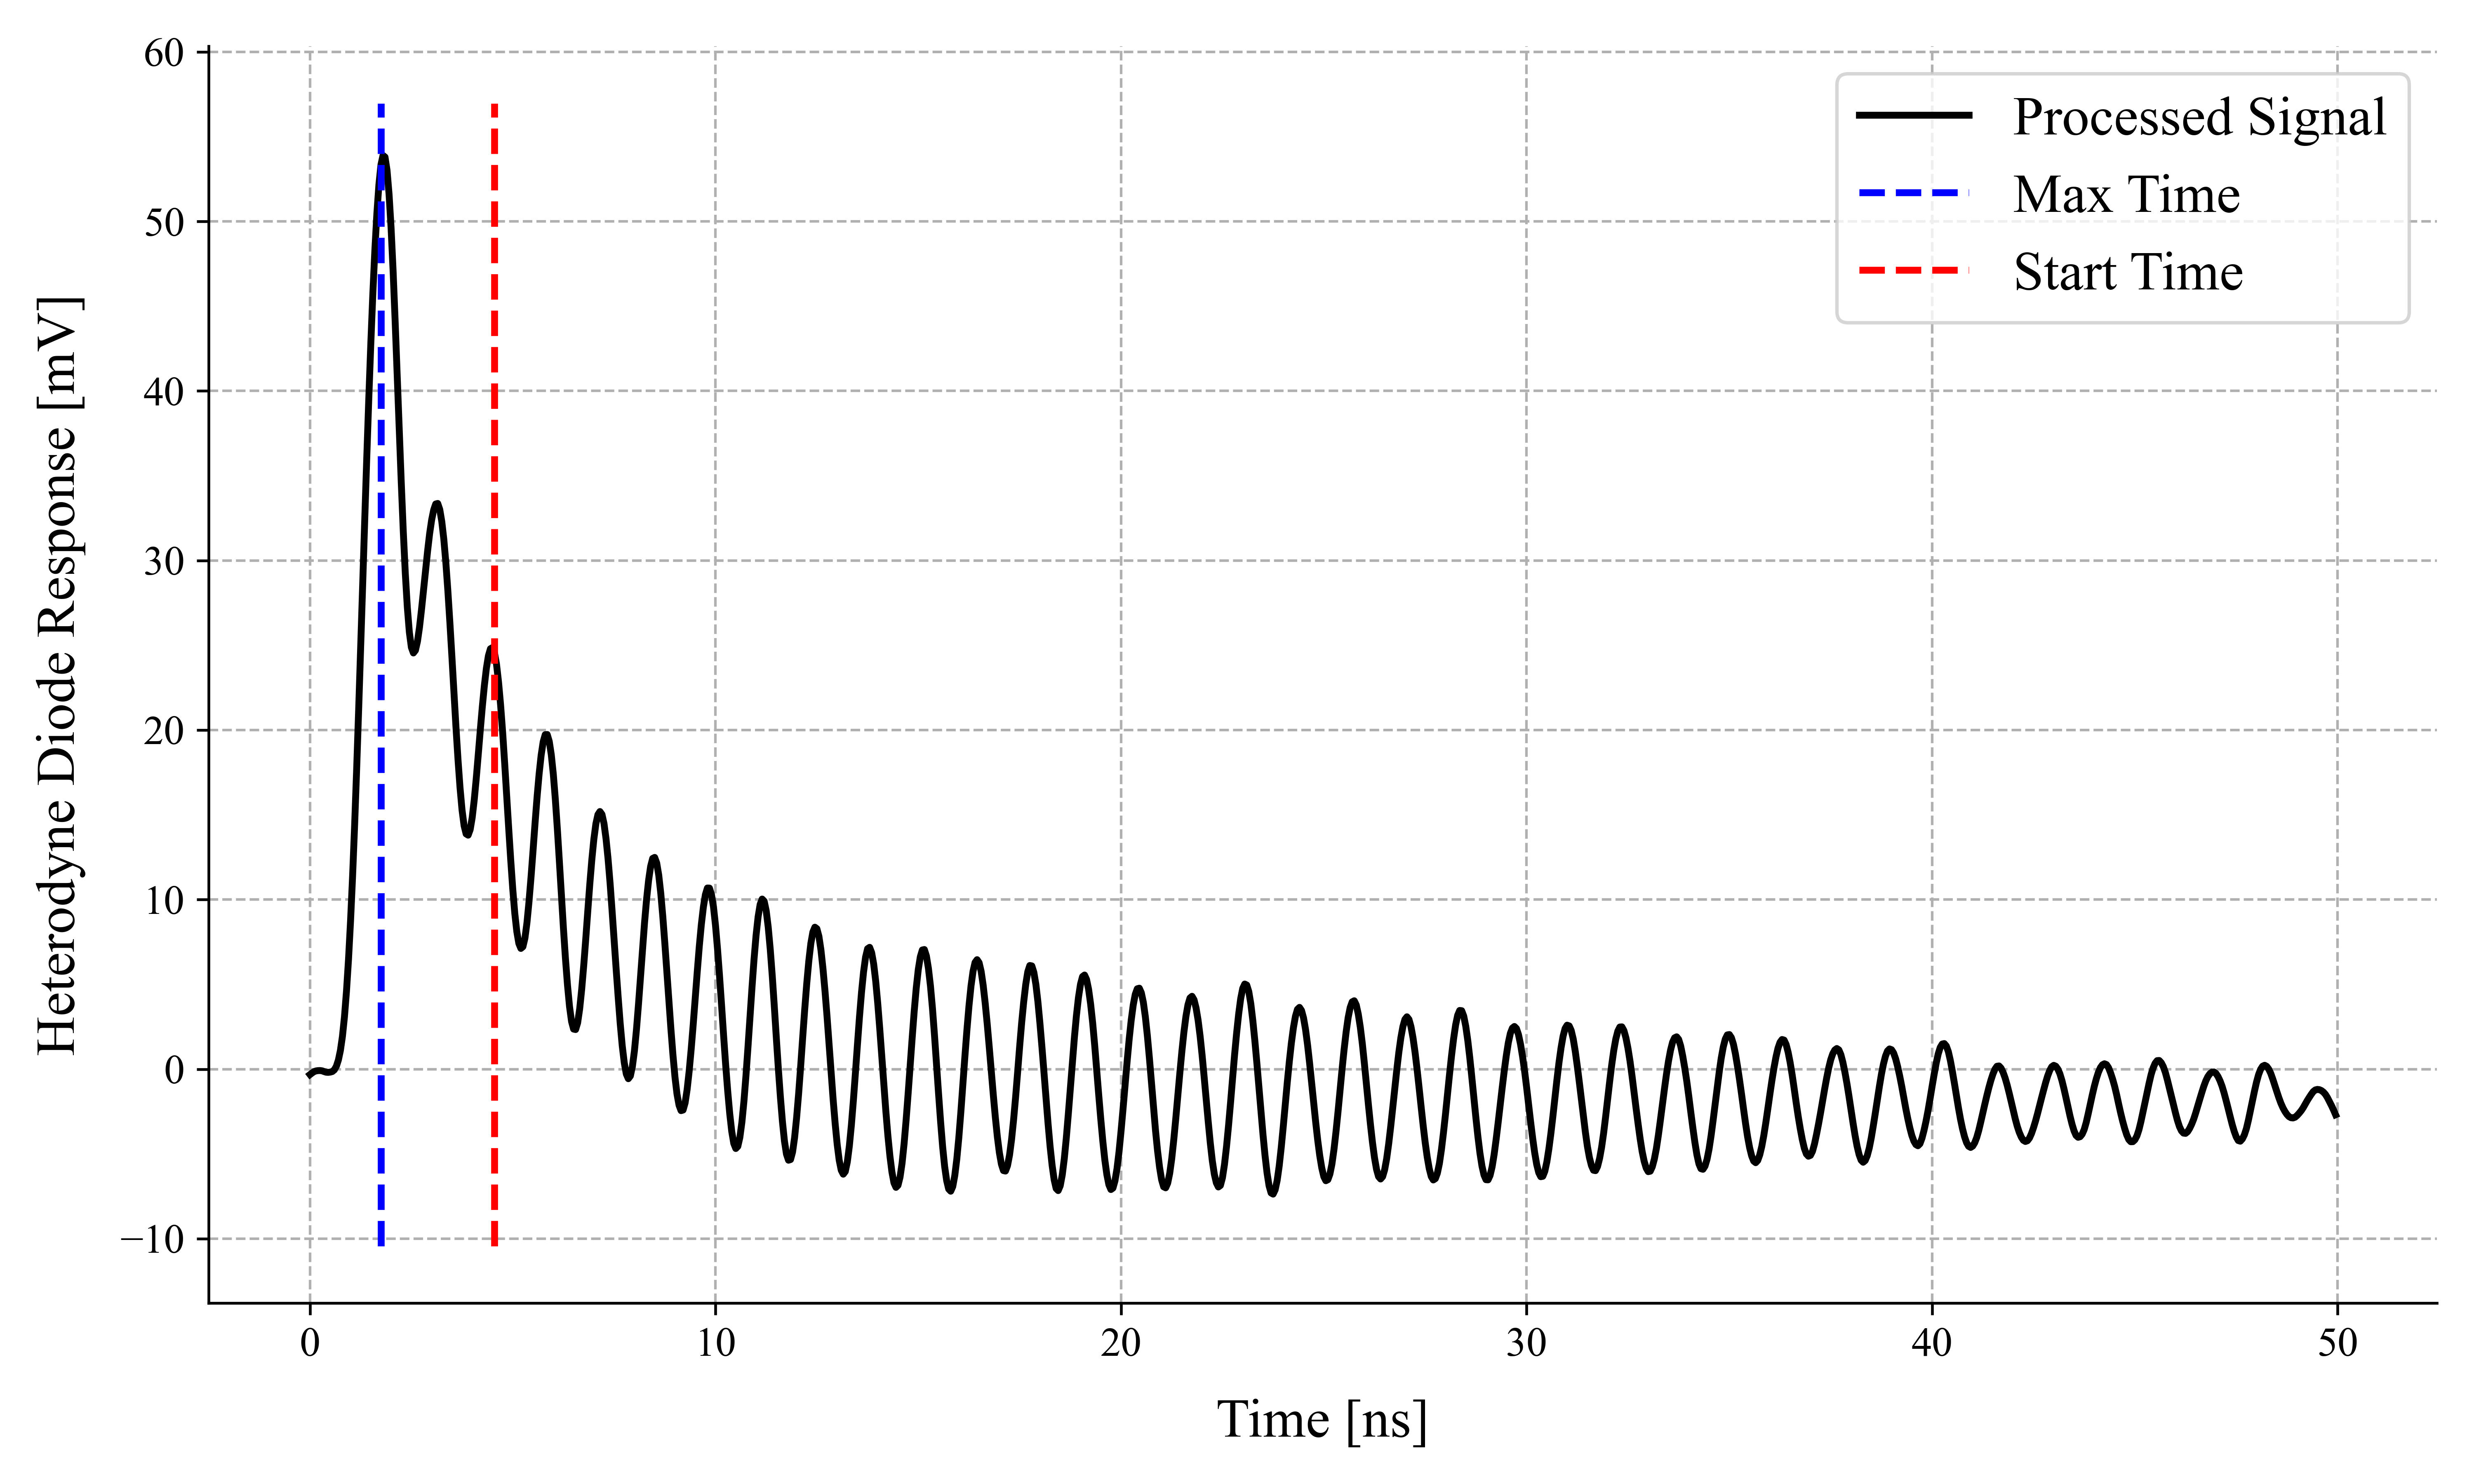 60
50
40
30
20
10
0
−10
Heterodyne Diode Response [mV]
Processed Signal
Max Time
Start Time
0 10 20 30 40 50
Time [ns]